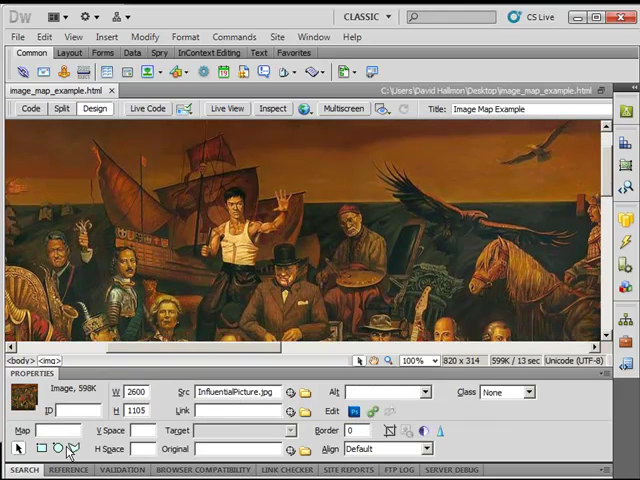 Dw CLASSIC CS Live
File Edit View Insert Modify Format Commands Site Window Help
Common Layout Forms Data Spry InContext Editing Text Favorites
image_map_example.html C:\Users\David Hallmon\Desktop\image_map_example.html
Code Split Design Live Code Live View Inspect Multiscreen Title: Image Map Example
<body> <img> 100% 820 x 314 599K / 13 sec Unicode (UTF-8)
PROPERTIES
Image, 598K W 2600 Src InfluentialPicture.jpg Alt Class None
ID H 1105 Link Edit Ps
Map V Space Target Border 0
H Space Original Align Default
SEARCH REFERENCE VALIDATION BROWSER COMPATIBILITY LINK CHECKER SITE REPORTS FTP LOG SERVER DEBUG